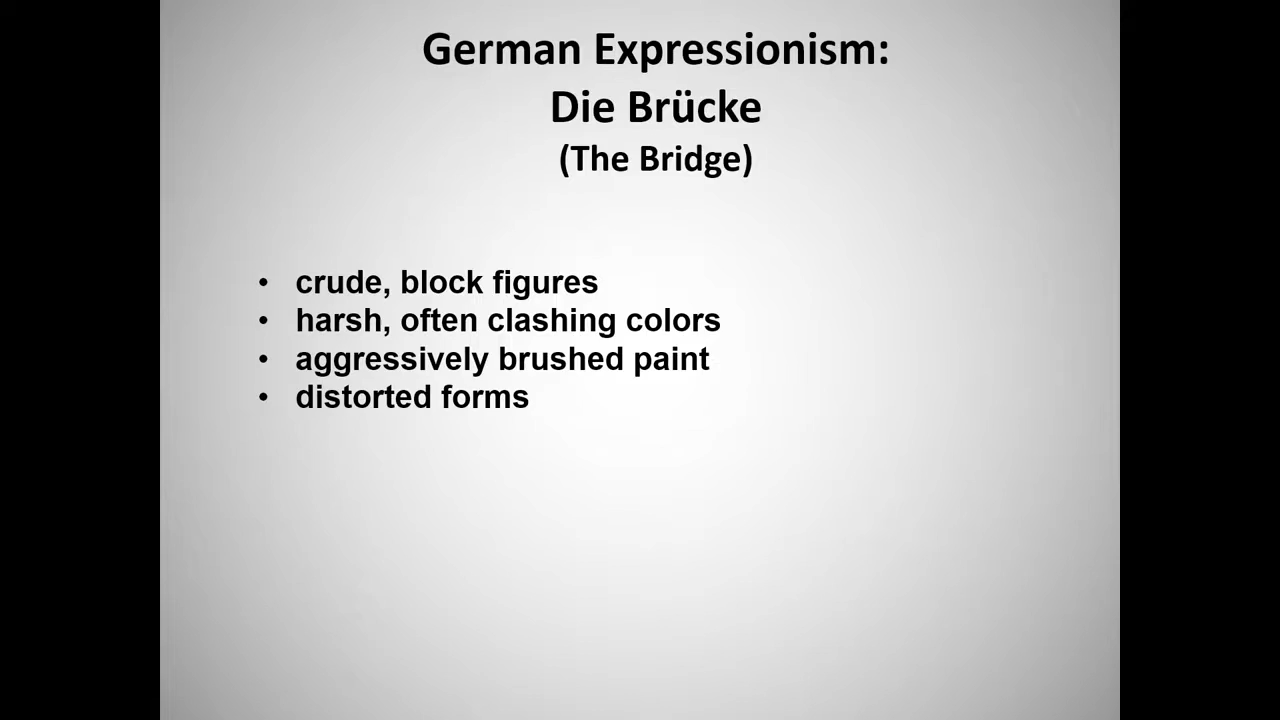 German Expressionism:
Die Brücke
(The Bridge)
• crude, block figures
• harsh, often clashing colors
• aggressively brushed paint
• distorted forms